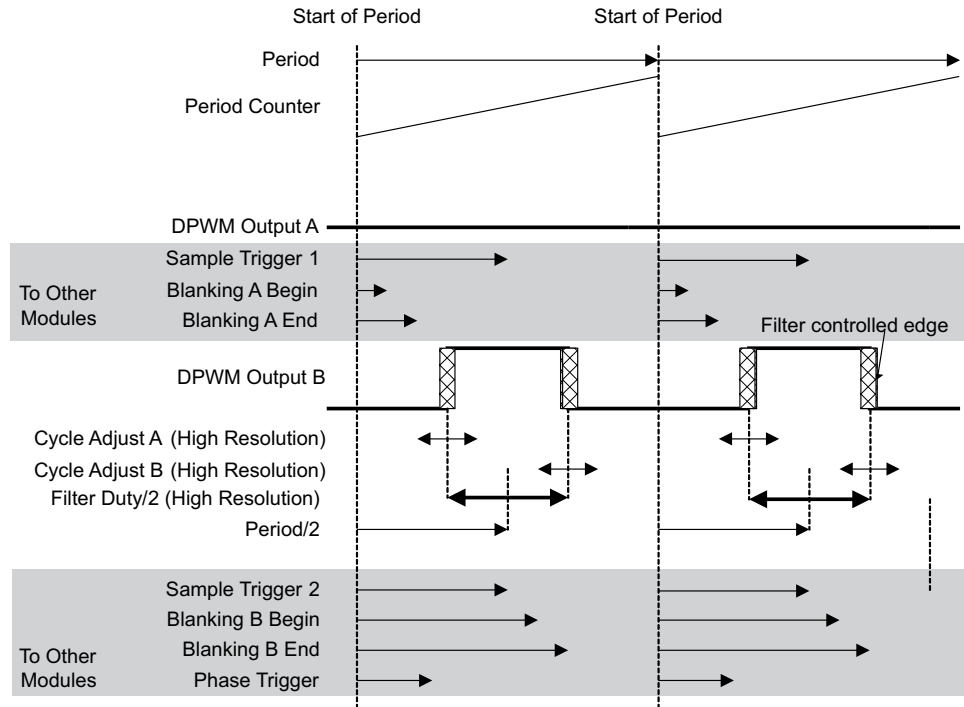 Start of Period Start of Period
Period
Period Counter
DPWM Output A
Sample Trigger 1
To Other
Modules
Blanking A Begin
Blanking A End
Filter controlled edge
DPWM Output B
Cycle Adjust A (High Resolution)
Cycle Adjust B (High Resolution)
Filter Duty/2 (High Resolution)
Period/2
Sample Trigger 2
Blanking B Begin
Blanking B End
To Other
Modules
Phase Trigger